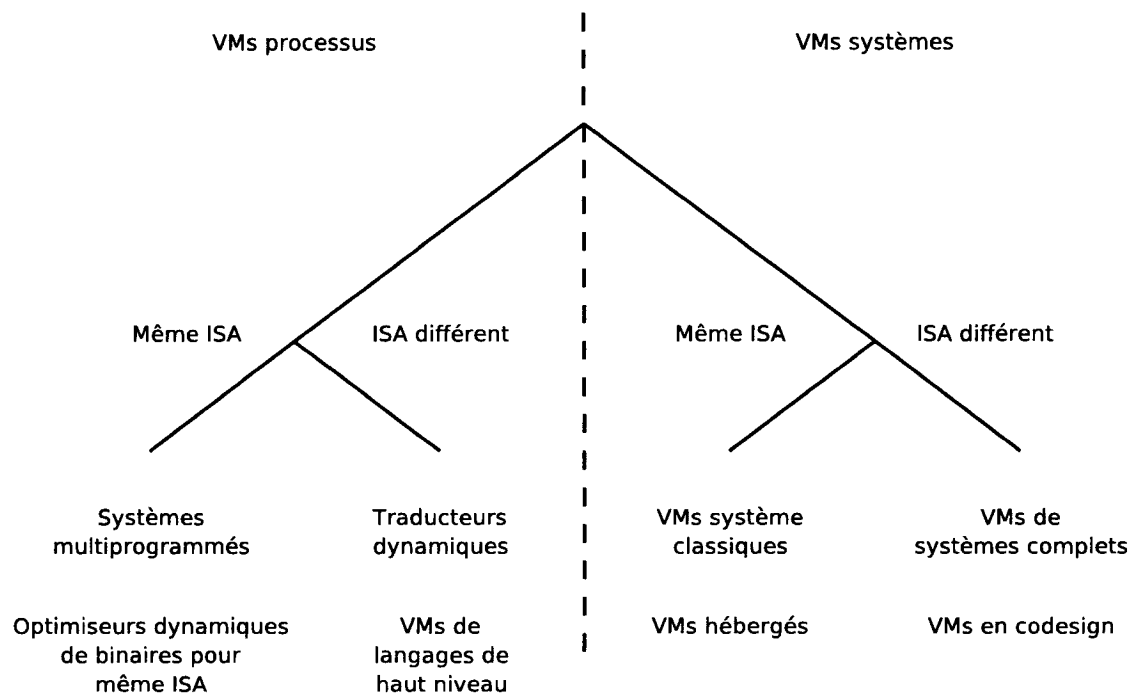 VMs processus
VMs systèmes
Même ISA
ISA différent
Même ISA
ISA différent
Systèmes
multiprogrammés
Traducteurs
dynamiques
VMs système
classiques
VMs de
systèmes complets
Optimiseurs dynamiques
de binaires pour
même ISA
VMs de
langages de
haut niveau
VMs hébergés
VMs en codesign